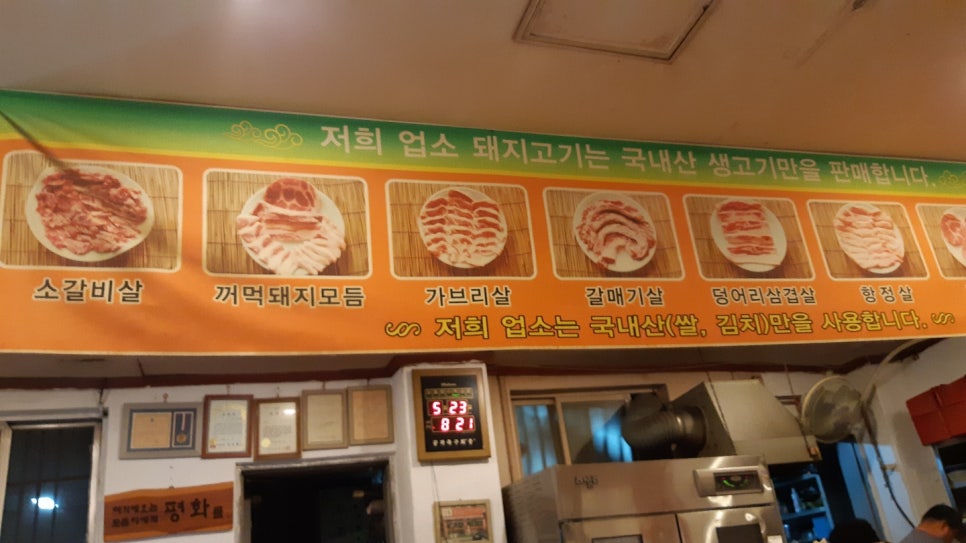 저희 업소 돼지고기는 국내산 생고기만을 판매합니다.
소갈비살
꺼먹돼지모듬
가브리살
갈매기살
덩어리삼겹살
항정살
저희 업소는 국내산(쌀, 김치)만을 사용합니다.
5 23
8 21
평화를